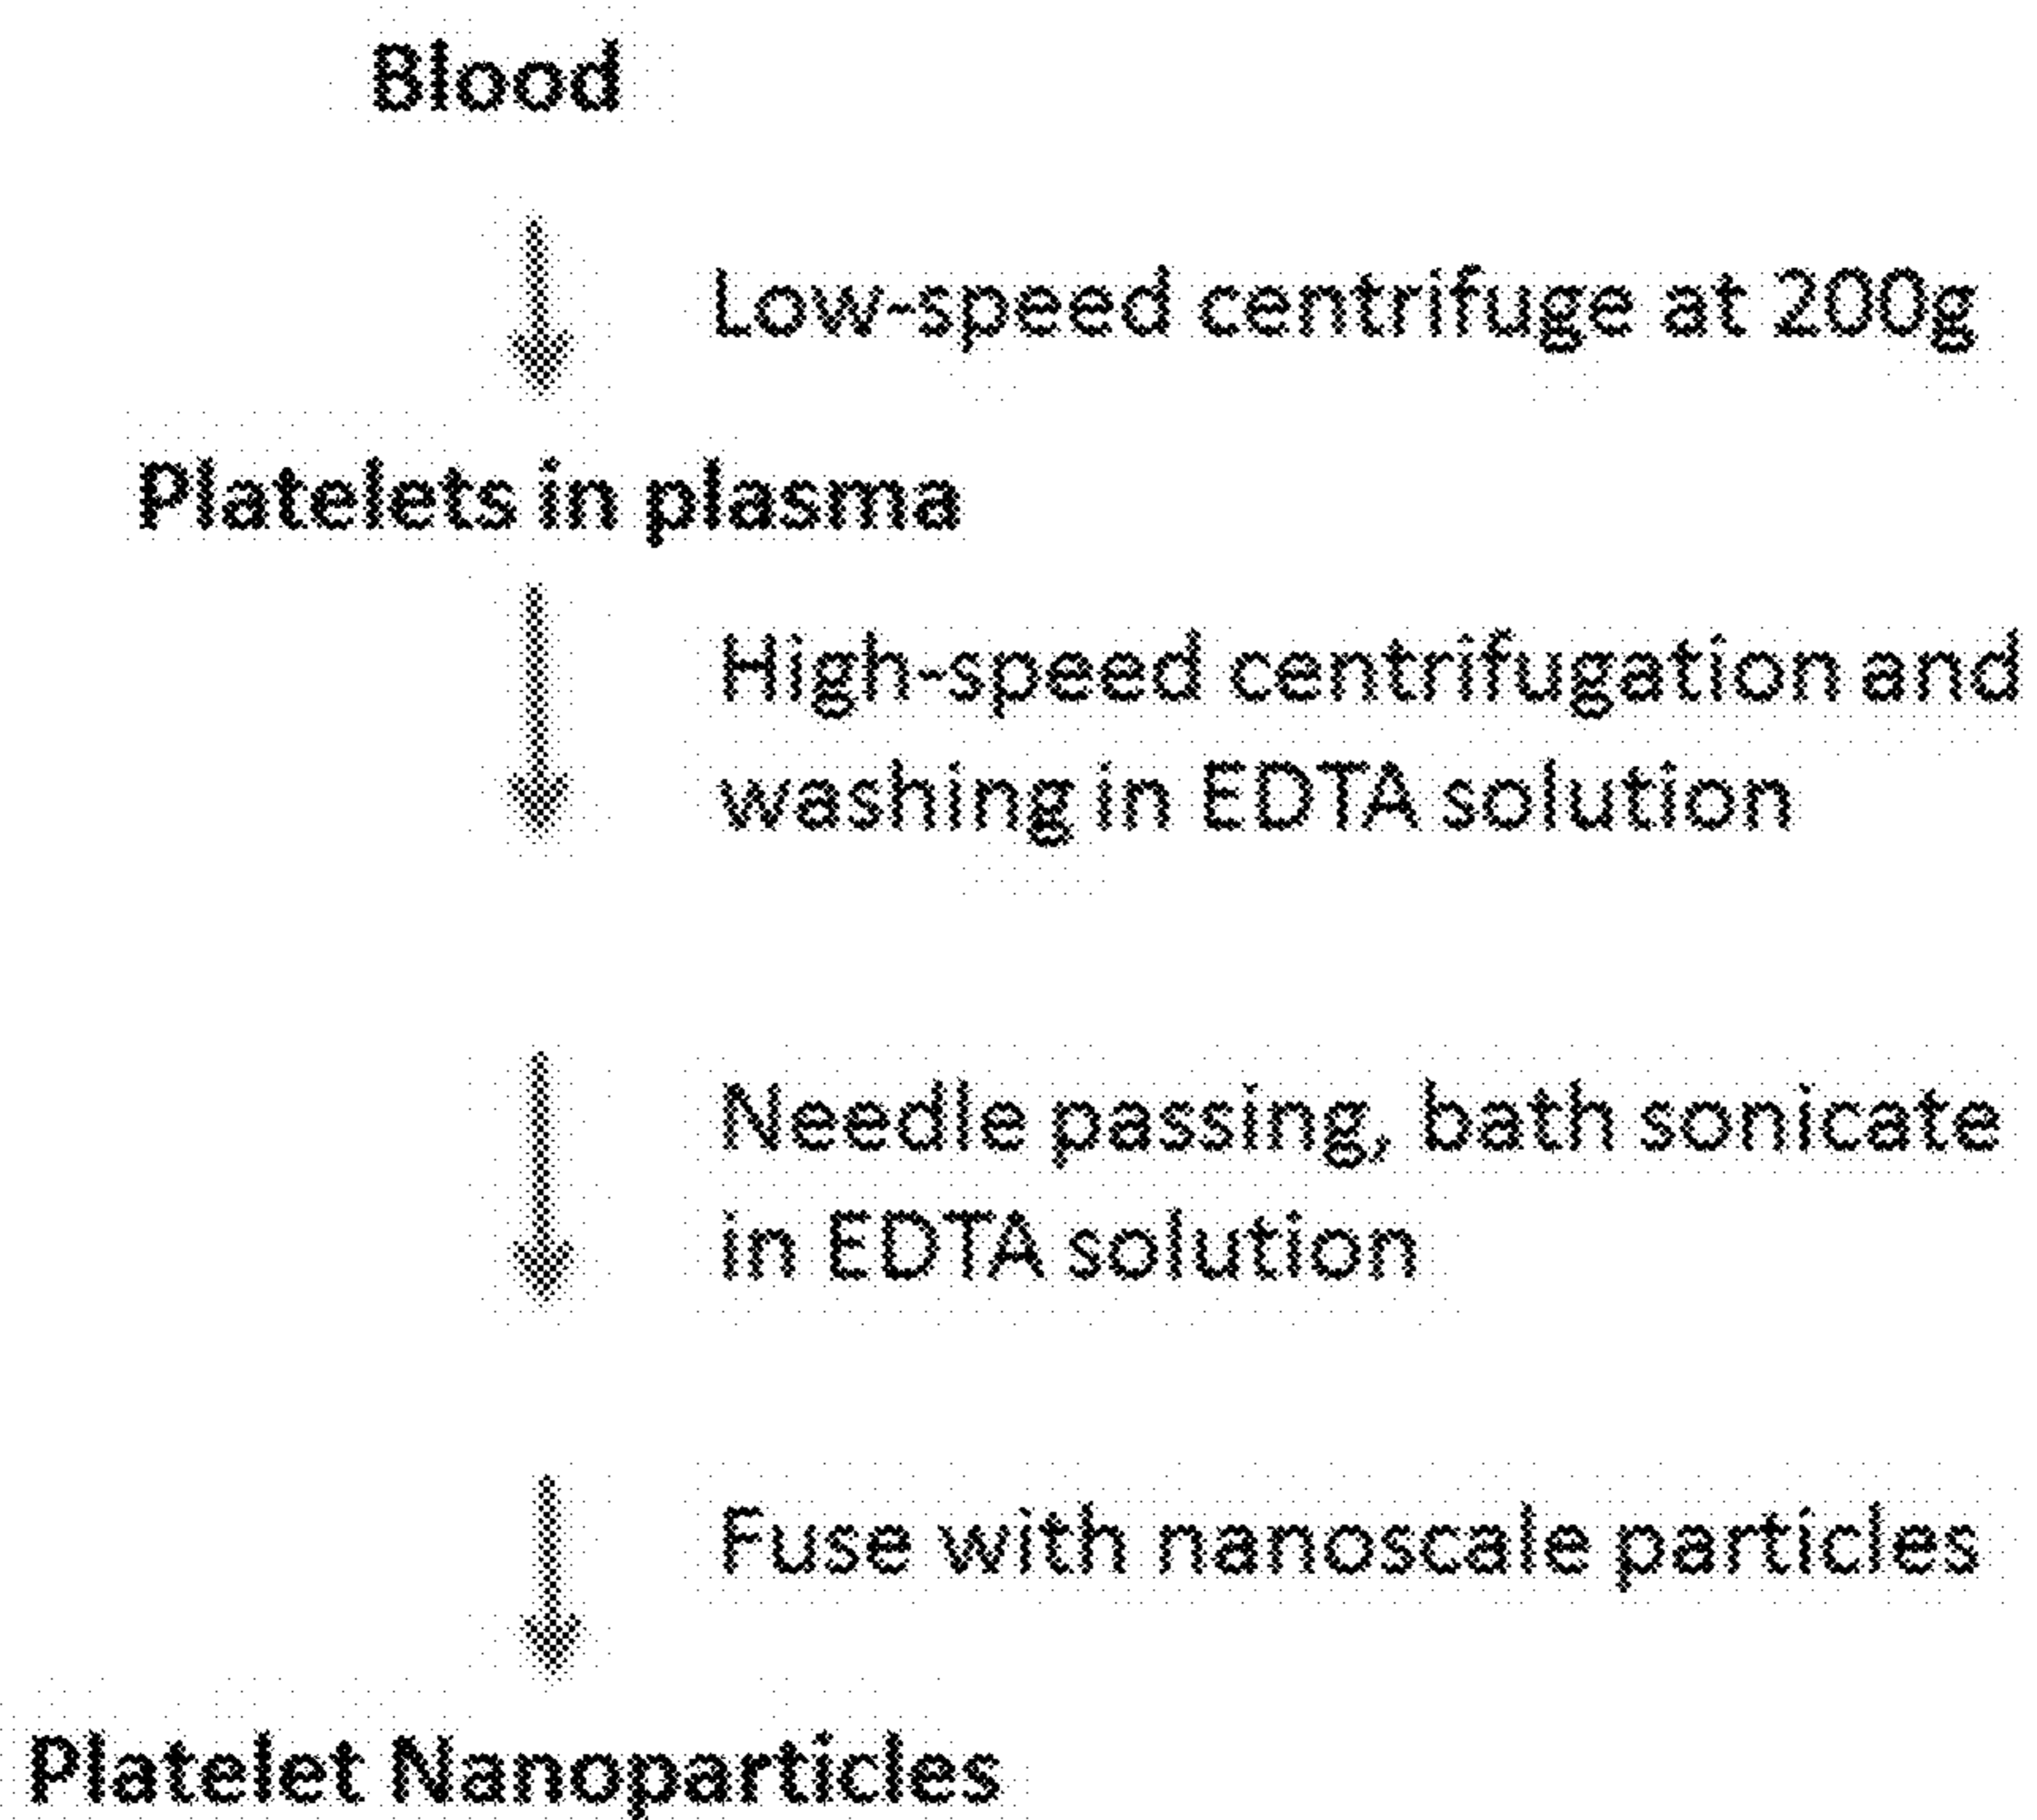 Blood
Low-speed centrifuge at 200g
Platelets in plasma
High-speed centrifugation and
washing in EDTA solution
Needle passing, bath sonicate
in EDTA solution
Fuse with nanoscale particles
Platelet Nanoparticles